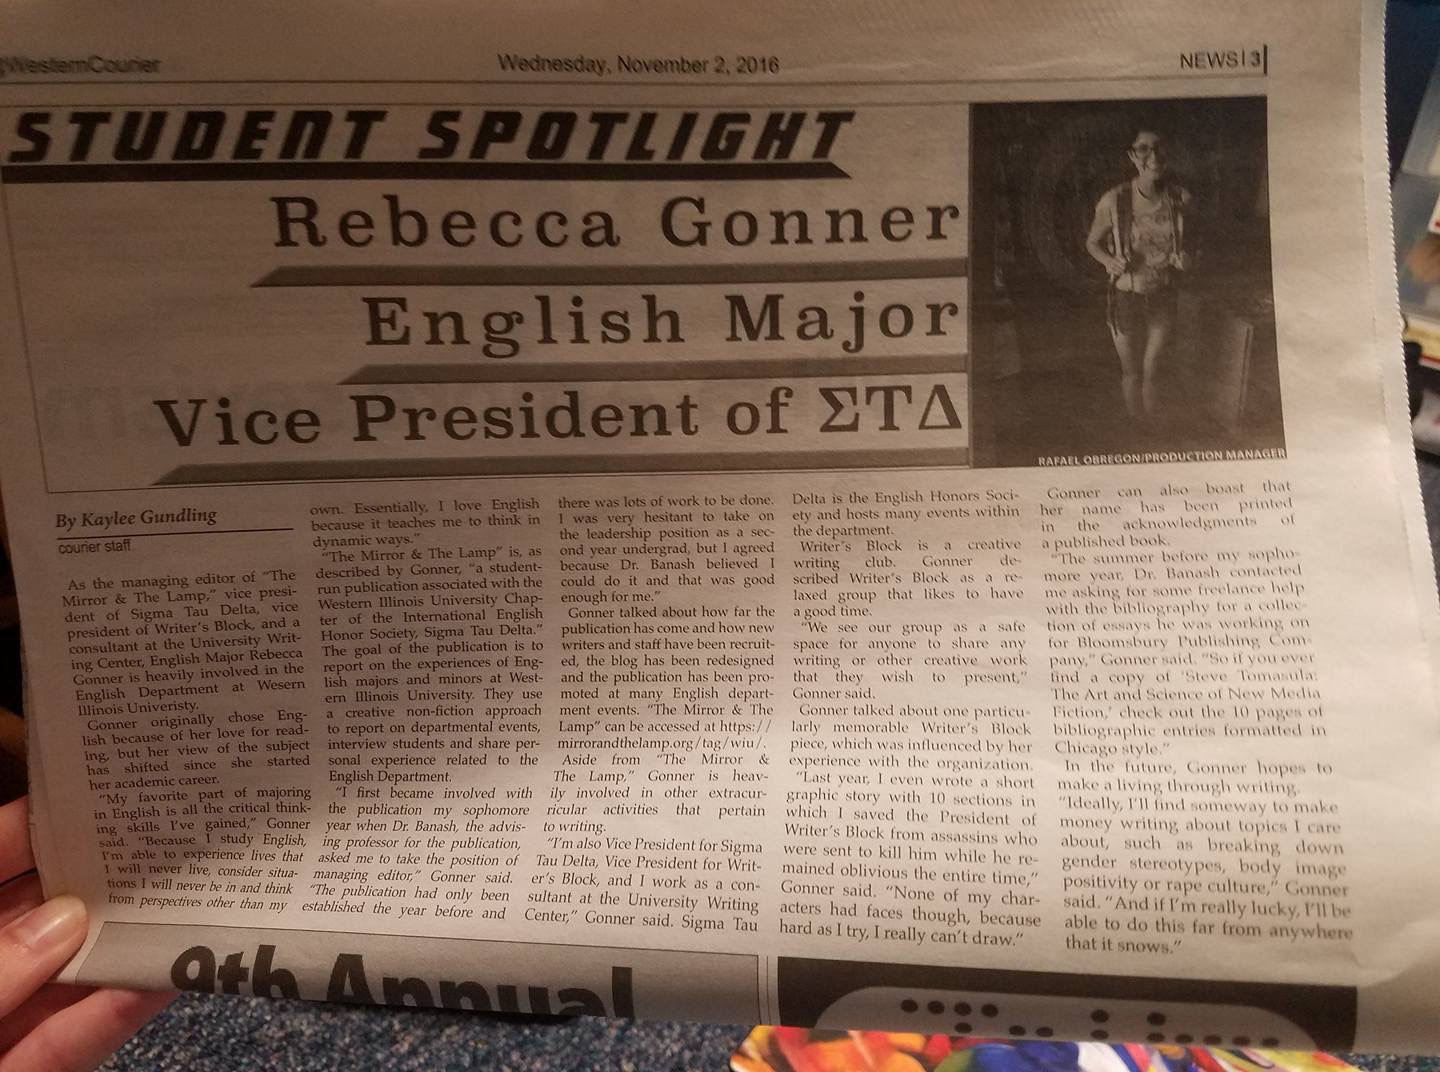 WesternCourier
Wednesday, November 2, 2016
NEWS|3
STUDENT SPOTLIGHT
Rebecca Gonner
English Major
Vice President of ΣΤΔ
RAFAEL OBREGON/PRODUCTION MANAGER
By Kaylee Gundling
courier staff
As the managing editor of "The
Mirror & The Lamp," vice presi-
dent of Sigma Tau Delta, vice
president of Writer's Block, and a
consultant at the University Writ-
ing Center, English Major Rebecca
Gonner is heavily involved in the
English Department at Wesern
Illinois Univeristy.
Gonner originally chose Eng-
lish because of her love for read-
ing, but her view of the subject
has shifted since she started
her academic career.
"My favorite part of majoring
in English is all the critical think-
ing skills I've gained," Gonner
said. "Because I study English,
I'm able to experience lives that
I will never live, consider situa-
tions I will never be in and think
from perspectives other than my
own. Essentially, I love English
because it teaches me to think in
dynamic ways."
"The Mirror & The Lamp" is, as
described by Gonner, "a student-
run publication associated with the
Western Illinois University Chap-
ter of the International English
Honor Society, Sigma Tau Delta."
The goal of the publication is to
report on the experiences of Eng-
lish majors and minors at West-
ern Illinois University. They use
a creative non-fiction approach
to report on departmental events,
interview students and share per-
sonal experience related to the
English Department.
"I first became involved with
the publication my sophomore
year when Dr. Banash, the advis-
ing professor for the publication,
asked me to take the position of
managing editor," Gonner said.
"The publication had only been
established the year before and
there was lots of work to be done.
I was very hesitant to take on
the leadership position as a sec-
ond year undergrad, but I agreed
because Dr. Banash believed I
could do it and that was good
enough for me."
Gonner talked about how far the
publication has come and how new
writers and staff have been recruit-
ed, the blog has been redesigned
and the publication has been pro-
moted at many English depart-
ment events. "The Mirror & The
Lamp" can be accessed at https://
mirrorandthelamp.org/tag/wiu/.
Aside from "The Mirror &
The Lamp," Gonner is heav-
ily involved in other extracur-
ricular activities that pertain
to writing.
"I'm also Vice President for Sigma
Tau Delta, Vice President for Writ-
er's Block, and I work as a con-
sultant at the University Writing
Center," Gonner said. Sigma Tau
Delta is the English Honors Soci-
ety and hosts many events within
the department.
Writer's Block is a creative
writing club. Gonner de-
scribed Writer's Block as a re-
laxed group that likes to have
a good time.
"We see our group as a safe
space for anyone to share any
writing or other creative work
that they wish to present,"
Gonner said.
Gonner talked about one particu-
larly memorable Writer's Block
piece, which was influenced by her
experience with the organization.
"Last year, I even wrote a short
graphic story with 10 sections in
which I saved the President of
Writer's Block from assassins who
were sent to kill him while he re-
mained oblivious the entire time,"
Gonner said. "None of my char-
acters had faces though, because
hard as I try, I really can't draw."
Gonner can also boast that
her name has been printed
in the acknowledgments of
a published book.
"The summer before my sopho-
more year, Dr. Banash contacted
me asking for some freelance help
with the bibliography for a collec-
tion of essays he was working on
for Bloomsbury Publishing Com-
pany," Gonner said. "So if you ever
find a copy of 'Steve Tomasula:
The Art and Science of New Media
Fiction,' check out the 10 pages of
bibliographic entries formatted in
Chicago style."
In the future, Gonner hopes to
make a living through writing.
"Ideally, I'll find someway to make
money writing about topics I care
about, such as breaking down
gender stereotypes, body image
positivity or rape culture," Gonner
said. "And if I'm really lucky, I'll be
able to do this far from anywhere
that it snows."
9th Annual